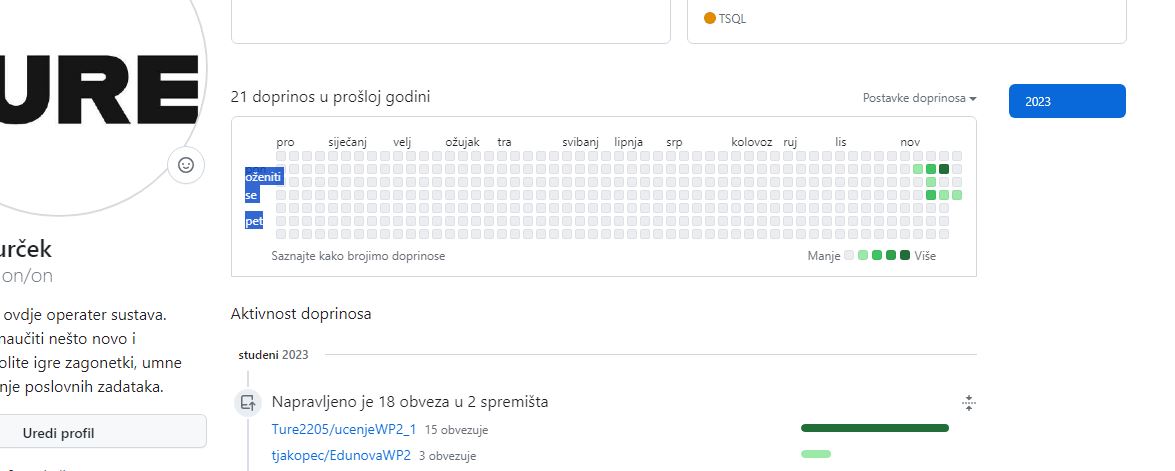 TSQL
URE
21 doprinos u prošloj godini
Postavke doprinosa
2023
pro siječanj velj ožujak tra svibanj lipnja srp kolovoz ruj lis nov
oženiti
se
pet
Saznajte kako brojimo doprinose
Manje Više
urček
on/on
ovdje operater sustava.
naučiti nešto novo i
olite igre zagonetki, umne
nje poslovnih zadataka.
Uredi profil
Aktivnost doprinosa
studeni 2023
Napravljeno je 18 obveza u 2 spremišta
Ture2205/ucenjeWP2_1 15 obvezuje
tjakopec/EdunovaWP2 3 obvezuje